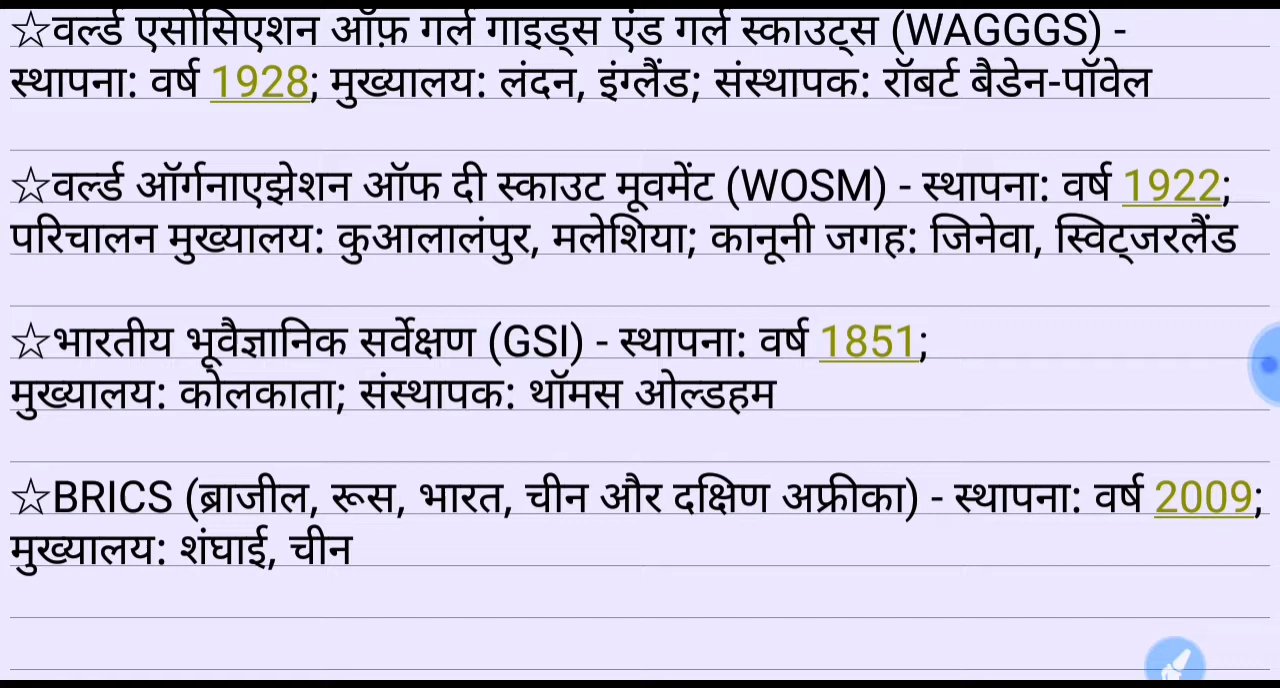 ☆वर्ल्ड एसोसिएशन ऑफ़ गर्ल गाइड्स एंड गर्ल स्काउट्स (WAGGGS) -
स्थापना: वर्ष 1928; मुख्यालय: लंदन, इंग्लैंड; संस्थापक: रॉबर्ट बैडेन-पॉवेल
☆वर्ल्ड ऑर्गनाएझेशन ऑफ दी स्काउट मूवमेंट (WOSM) - स्थापना: वर्ष 1922;
परिचालन मुख्यालय: कुआलालंपुर, मलेशिया; कानूनी जगह: जिनेवा, स्विट्जरलैंड
☆भारतीय भूवैज्ञानिक सर्वेक्षण (GSI) - स्थापना: वर्ष 1851;
मुख्यालय: कोलकाता; संस्थापक: थॉमस ओल्डहम
☆BRICS (ब्राजील, रूस, भारत, चीन और दक्षिण अफ्रीका) - स्थापना: वर्ष 2009;
मुख्यालय: शंघाई, चीन